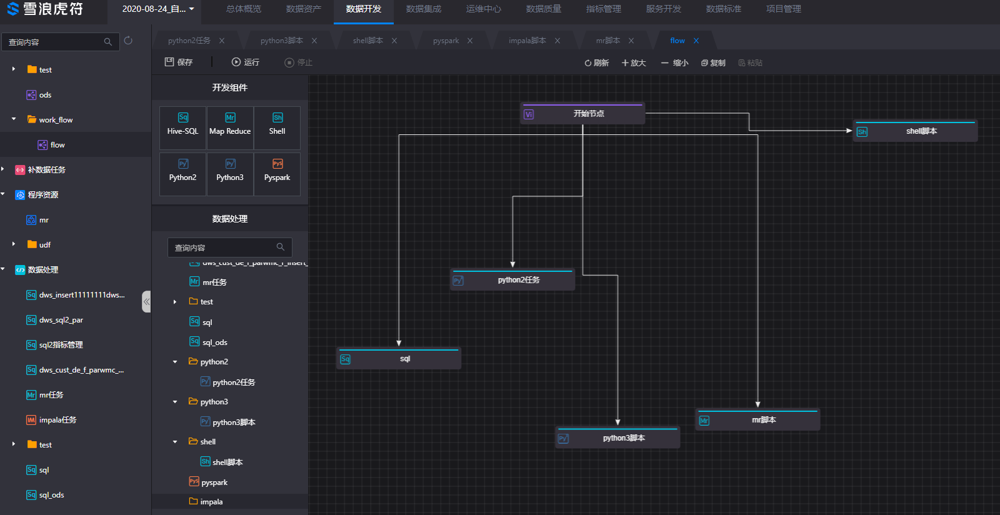 雪浪虎符
2020-08-24_自...
总体概览
数据资产
数据开发
数据集成
运维中心
数据质量
指标管理
服务开发
数据标准
项目管理
查询内容
test
ods
work_flow
flow
补数据任务
程序资源
mr
udf
数据处理
dws_insert11111111dws...
dws_sql2_par
sql2指标管理
dws_cust_de_f_parwmc_...
mr任务
impala任务
test
sql
sql_ods
python2任务
python3脚本
shell脚本
pyspark
impala脚本
mr脚本
flow
保存
运行
停止
刷新
放大
缩小
复制
粘贴
开发组件
Hive-SQL
Map Reduce
Shell
Python2
Python3
Pyspark
数据处理
查询内容
dws_cust_de_f_parwmc_f_insert_
mr任务
test
sql
sql_ods
python2
python2任务
python3
python3脚本
shell
shell脚本
pyspark
impala
Vi 开始节点
Sh shell脚本
Py python2任务
Sq sql
Mr mr脚本
Py python3脚本